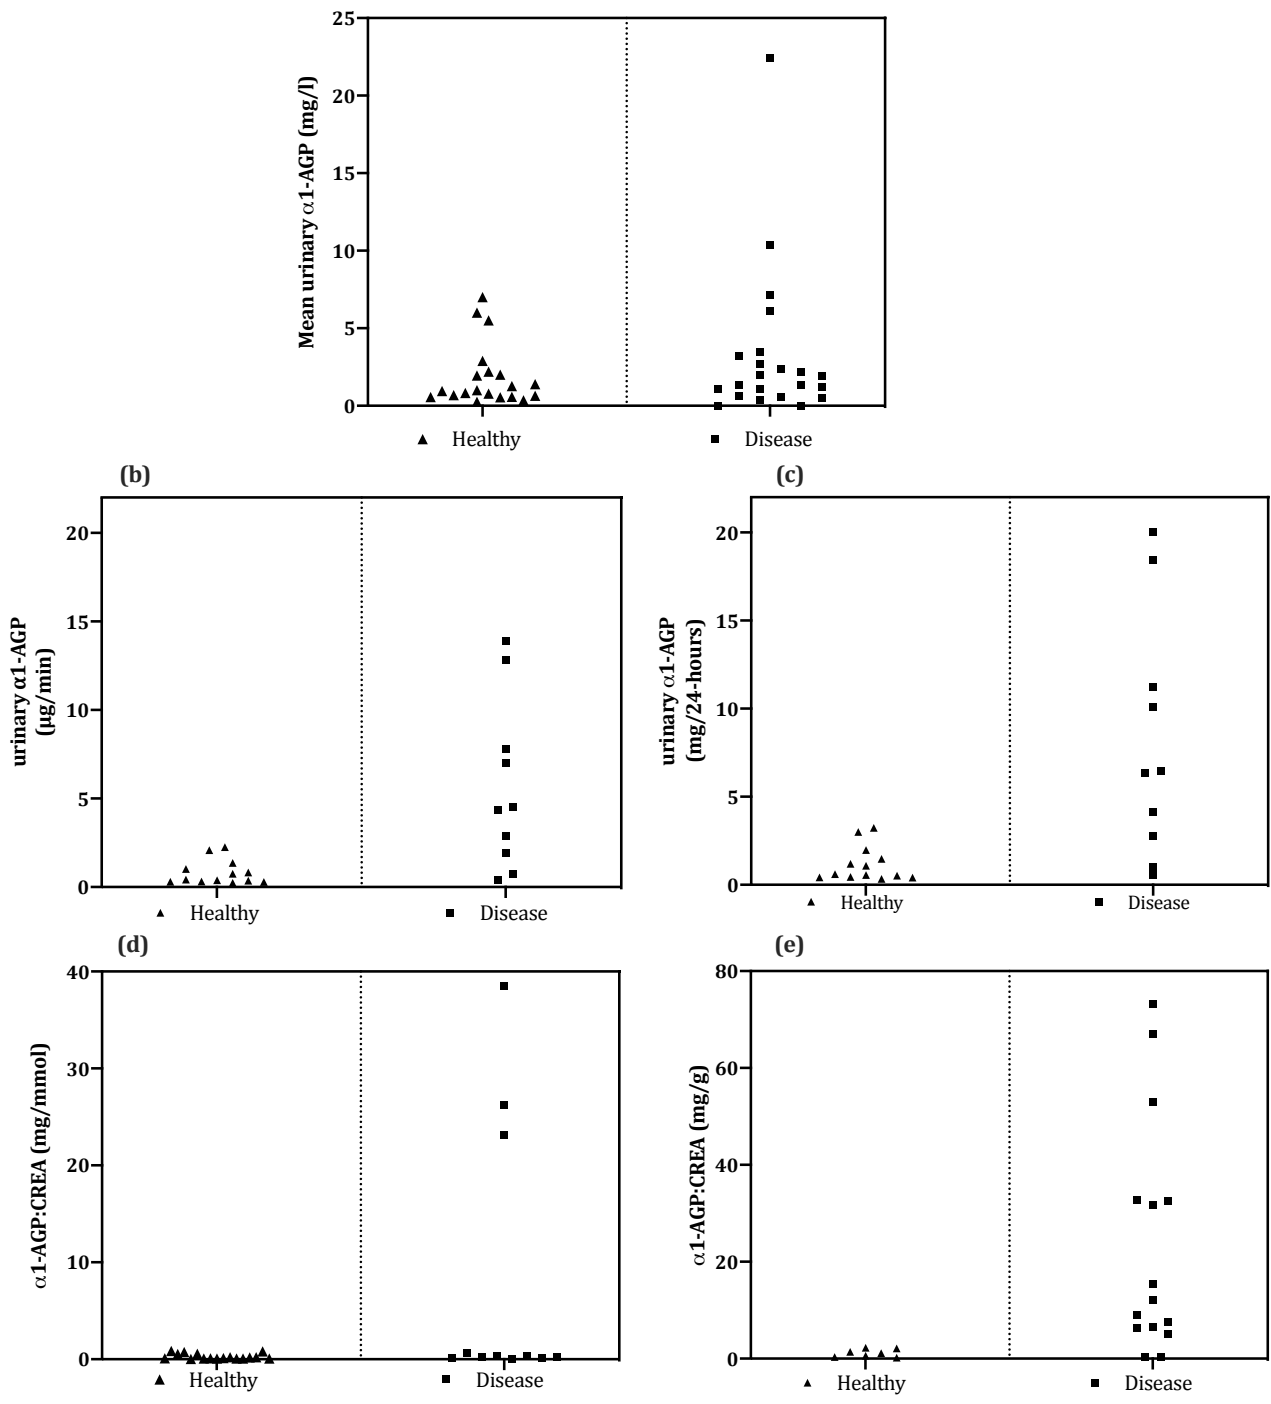 Mean urinary α1-AGP (mg/l)
25
20
15
10
5
0
Healthy
Disease
(b)
urinary α1-AGP
(µg/min)
20
15
10
5
0
Healthy
Disease
(c)
urinary α1-AGP
(mg/24-hours)
20
15
10
5
0
Healthy
Disease
(d)
α1-AGP:CREA (mg/mmol)
40
30
20
10
0
Healthy
Disease
(e)
α1-AGP:CREA (mg/g)
80
60
40
20
0
Healthy
Disease